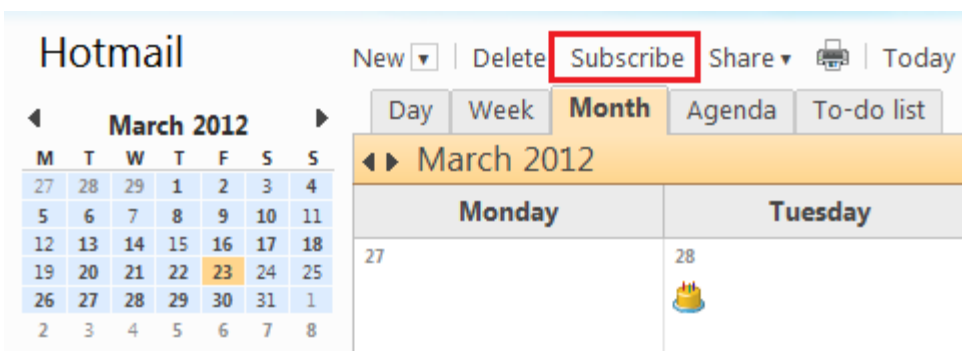 Hotmail
New Delete Subscribe Share Today
Day Week Month Agenda To-do list
March 2012
M T W T F S S
27 28 29 1 2 3 4
5 6 7 8 9 10 11
12 13 14 15 16 17 18
19 20 21 22 23 24 25
26 27 28 29 30 31 1
2 3 4 5 6 7 8
March 2012
Monday Tuesday
27 28